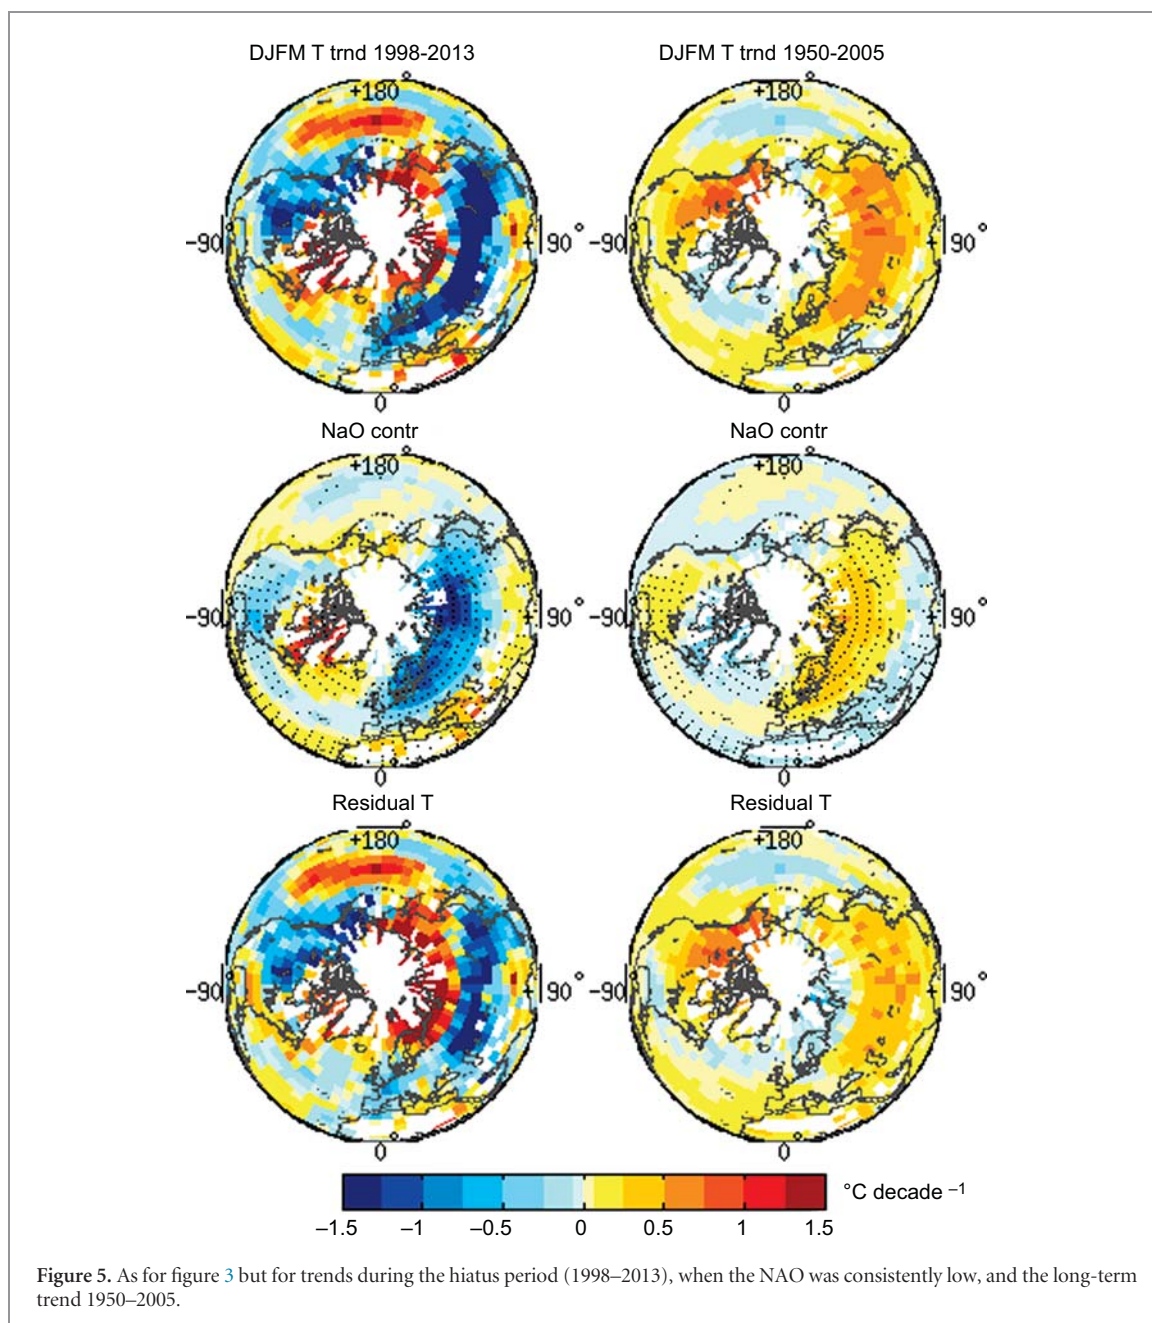 DJFM T trnd 1998-2013 DJFM T trnd 1950-2005
+180 +180
−90 90 ° −90 90 °
0 0
NaO contr NaO contr
+180 +180
−90 90 ° −90 90 °
0 0
Residual T Residual T
+180 +180
−90 90 ° −90 90 °
0 0
°C decade −1
−1.5 −1 −0.5 0 0.5 1 1.5
Figure 5. As for figure 3 but for trends during the hiatus period (1998–2013), when the NAO was consistently low, and the long-term
trend 1950–2005.